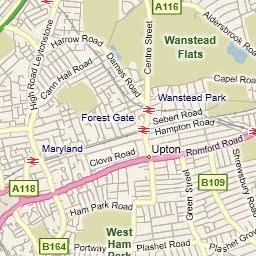 A116
Aldersbrook Road
Centre Street
Wanstead
Flats
High Road Leytonstone
Harrow Road
Cann Hall Road
Dames Road
Capel Road
Wanstead Park
Forest Gate
Sebert Road
Hampton Road
Romford Road
Maryland
Clova Road
Upton
Shrewsbury Road
A118
B109
Green Street
Ham Park Road
West
Ham
Park
B164
Portway
Plashet Road
Plashet Grove